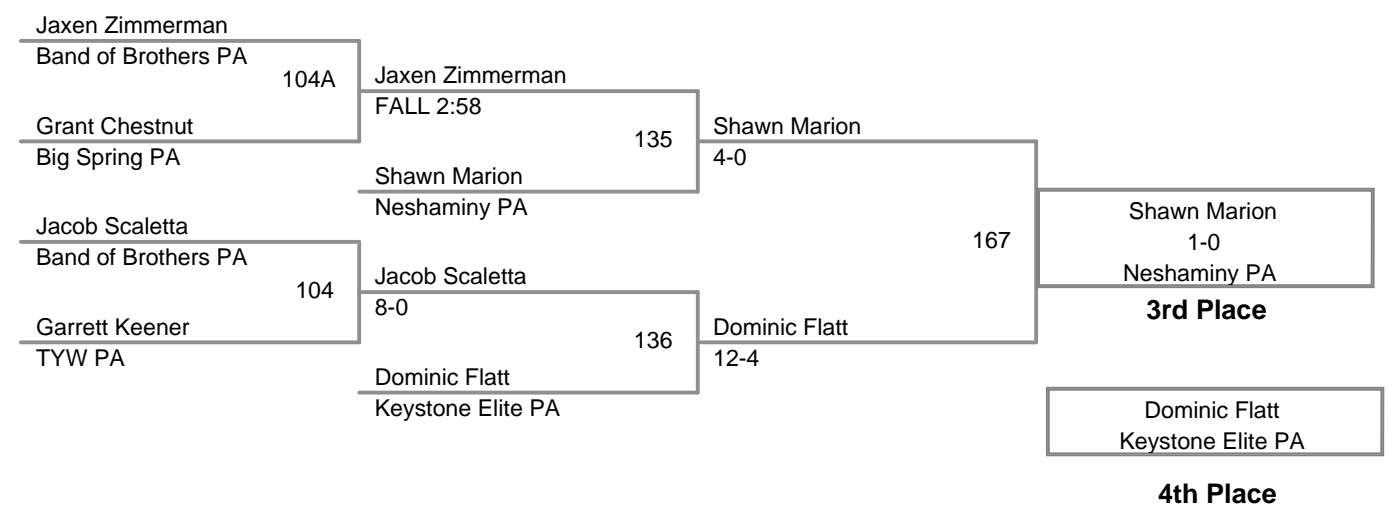 Jaxen Zimmerman
Band of Brothers PA
104A
Grant Chestnut
Big Spring PA
Jacob Scaletta
Band of Brothers PA
104
Garrett Keener
TYW PA
Jaxen Zimmerman
FALL 2:58
135
Shawn Marion
Neshaminy PA
Jacob Scaletta
8-0
136
Dominic Flatt
Keystone Elite PA
Shawn Marion
4-0
167
Dominic Flatt
12-4
Shawn Marion
1-0
Neshaminy PA
3rd Place
Dominic Flatt
Keystone Elite PA
4th Place